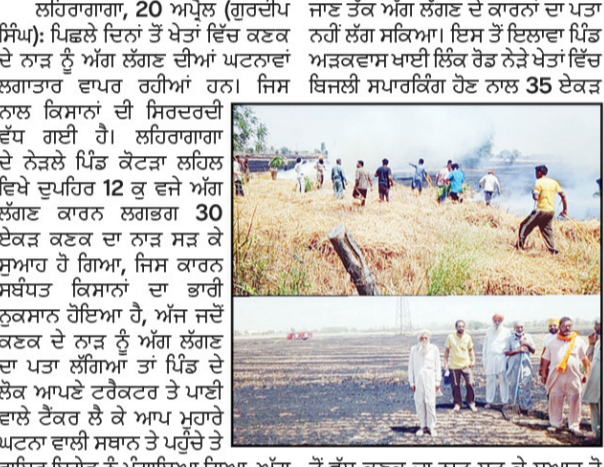 ਲਹਿਰਾਗਾਗਾ, 20 ਅਪ੍ਰੈਲ (ਗੁਰਦੀਪ
ਸਿੰਘ): ਪਿਛਲੇ ਦਿਨਾਂ ਤੋਂ ਖੇਤਾਂ ਵਿੱਚ ਕਣਕ
ਦੇ ਨਾੜ ਨੂੰ ਅੱਗ ਲੱਗਣ ਦੀਆਂ ਘਟਨਾਵਾਂ
ਲਗਾਤਾਰ ਵਾਪਰ ਰਹੀਆਂ ਹਨ। ਜਿਸ
ਨਾਲ ਕਿਸਾਨਾਂ ਦੀ ਸਿਰਦਰਦੀ
ਵੱਧ ਗਈ ਹੈ। ਲਹਿਰਾਗਾਗਾ
ਦੇ ਨੇੜਲੇ ਪਿੰਡ ਕੋਟੜਾ ਲਹਿਲ
ਵਿਖੇ ਦੁਪਹਿਰ 12 ਕੁ ਵਜੇ ਅੱਗ
ਲੱਗਣ ਕਾਰਨ ਲਗਭਗ 30
ਏਕੜ ਕਣਕ ਦਾ ਨਾੜ ਸੜ ਕੇ
ਸੁਆਹ ਹੋ ਗਿਆ, ਜਿਸ ਕਾਰਨ
ਸਬੰਧਤ ਕਿਸਾਨਾਂ ਦਾ ਭਾਰੀ
ਨੁਕਸਾਨ ਹੋਇਆ ਹੈ, ਅੱਜ ਜਦੋਂ
ਕਣਕ ਦੇ ਨਾੜ ਨੂੰ ਅੱਗ ਲੱਗਣ
ਦਾ ਪਤਾ ਲੱਗਿਆ ਤਾਂ ਪਿੰਡ ਦੇ
ਲੋਕ ਆਪਣੇ ਟਰੈਕਟਰ ਤੇ ਪਾਣੀ
ਵਾਲੇ ਟੈਂਕਰ ਲੈ ਕੇ ਆਪ ਮੁਹਾਰੇ
ਘਟਨਾ ਵਾਲੀ ਸਥਾਨ ਤੇ ਪਹੁੰਚੇ ਤੇ
ਜਾਣ ਤੱਕ ਅੱਗ ਲੱਗਣ ਦੇ ਕਾਰਨਾਂ ਦਾ ਪਤਾ
ਨਹੀਂ ਲੱਗ ਸਕਿਆ। ਇਸ ਤੋਂ ਇਲਾਵਾ ਪਿੰਡ
ਅੜਕਵਾਸ ਖਾਈ ਲਿੰਕ ਰੋਡ ਨੇੜੇ ਖੇਤਾਂ ਵਿੱਚ
ਬਿਜਲੀ ਸਪਾਰਕਿੰਗ ਹੋਣ ਨਾਲ 35 ਏਕੜ